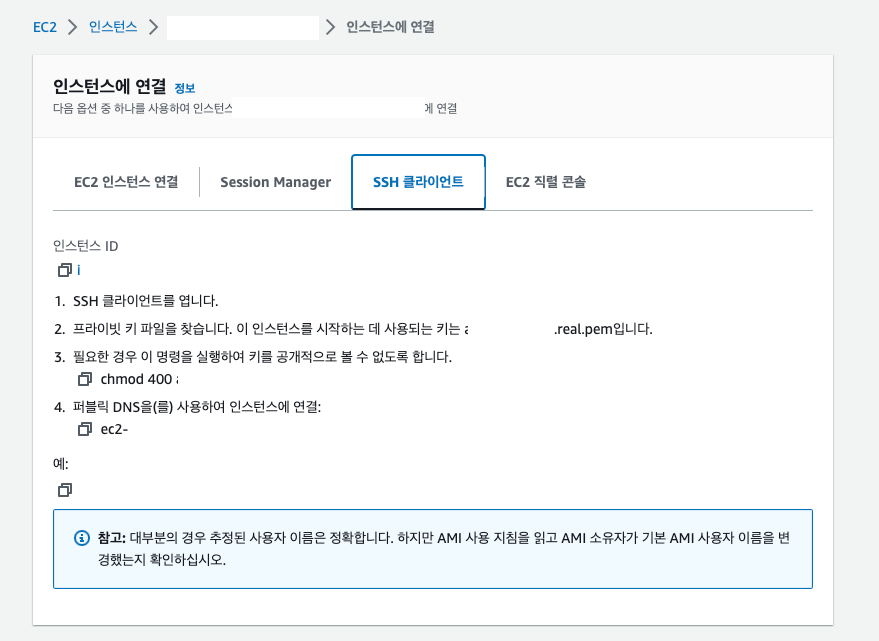 EC2 > 인스턴스 > > 인스턴스에 연결
인스턴스에 연결 정보
다음 옵션 중 하나를 사용하여 인스턴스 에 연결
EC2 인스턴스 연결 Session Manager SSH 클라이언트 EC2 직렬 콘솔
인스턴스 ID
i
1. SSH 클라이언트를 엽니다.
2. 프라이빗 키 파일을 찾습니다. 이 인스턴스를 시작하는 데 사용되는 키는 .real.pem입니다.
3. 필요한 경우 이 명령을 실행하여 키를 공개적으로 볼 수 없도록 합니다.
chmod 400
4. 퍼블릭 DNS을(를) 사용하여 인스턴스에 연결:
ec2-
예:
참고: 대부분의 경우 추정된 사용자 이름은 정확합니다. 하지만 AMI 사용 지침을 읽고 AMI 소유자가 기본 AMI 사용자 이름을 변
경했는지 확인하십시오.